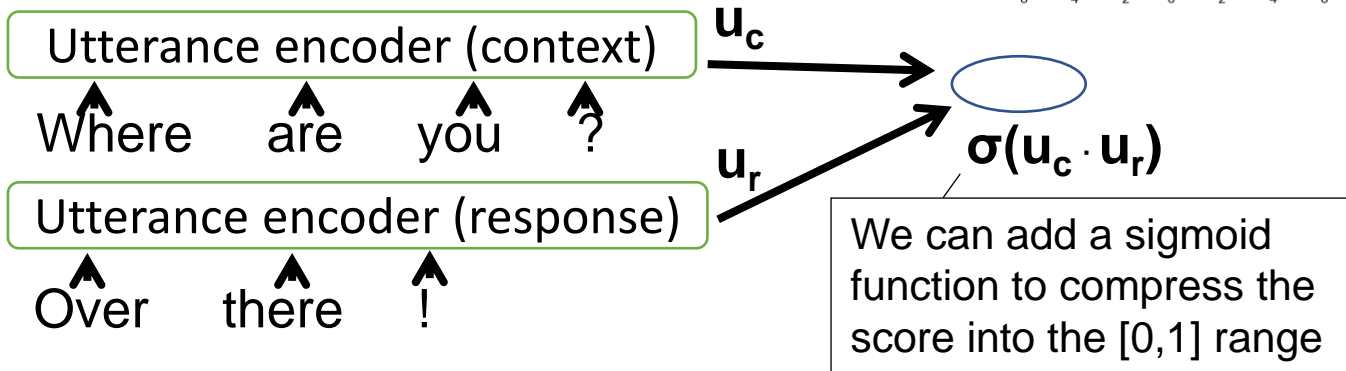 Utterance encoder (context)
u_c
Where are you ?
σ(u_c · u_r)
u_r
Utterance encoder (response)
Over there !
We can add a sigmoid
function to compress the
score into the [0,1] range